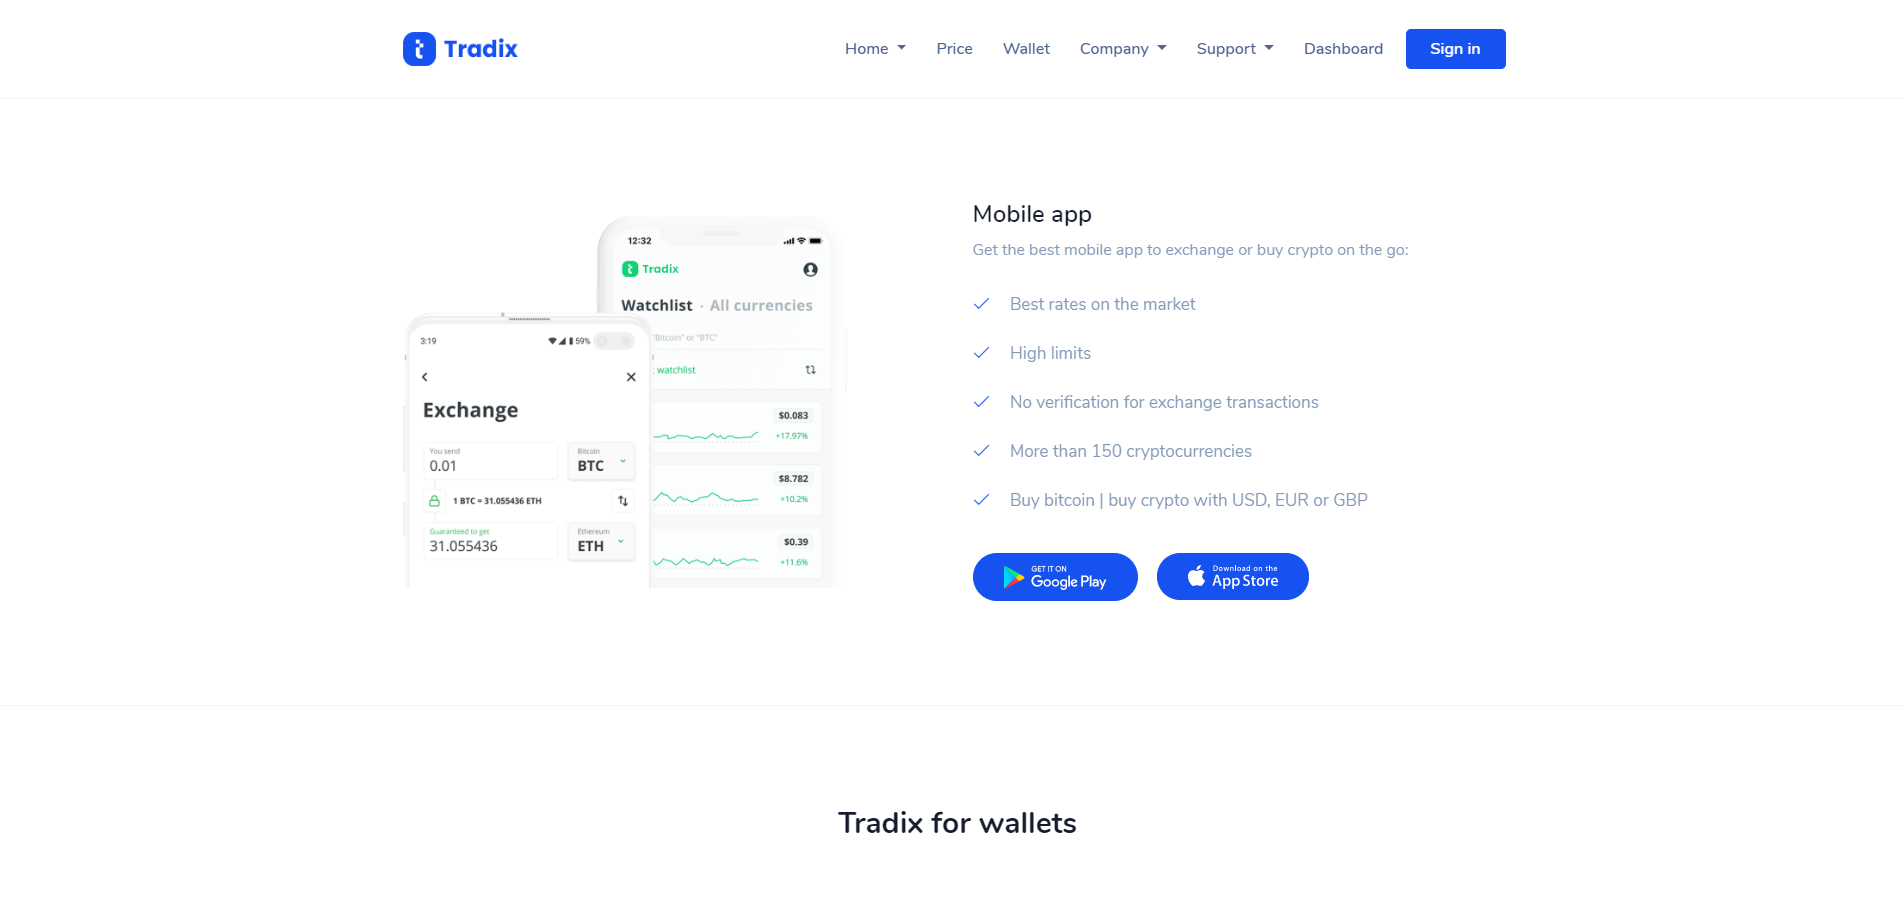 Tradix
Home
Price
Wallet
Company
Support
Dashboard
Sign in
12:32
Tradix
Watchlist · All currencies
"Bitcoin" or "BTC"
watchlist
$0.083
+17.97%
$8.782
+10.2%
$0.39
+11.6%
3:19
59%
Exchange
You send
0.01
Bitcoin
BTC
1 BTC = 31.055436 ETH
Guaranteed to get
31.055436
Ethereum
ETH
Mobile app
Get the best mobile app to exchange or buy crypto on the go:
Best rates on the market
High limits
No verification for exchange transactions
More than 150 cryptocurrencies
Buy bitcoin | buy crypto with USD, EUR or GBP
GET IT ON
Google Play
Download on the
App Store
Tradix for wallets